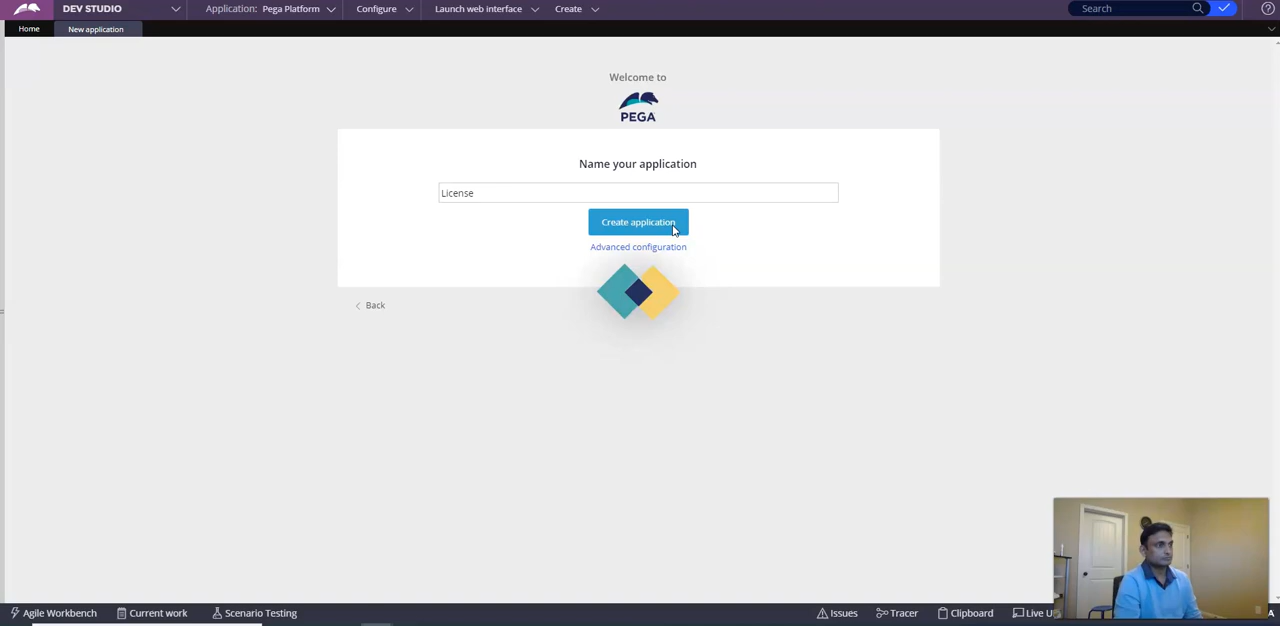 DEV STUDIO Application: Pega Platform Configure Launch web interface Create Search
Home New application
Welcome to
PEGA
Name your application
License
Create application
Advanced configuration
Back
Agile Workbench Current work Scenario Testing Issues Tracer Clipboard Live U A